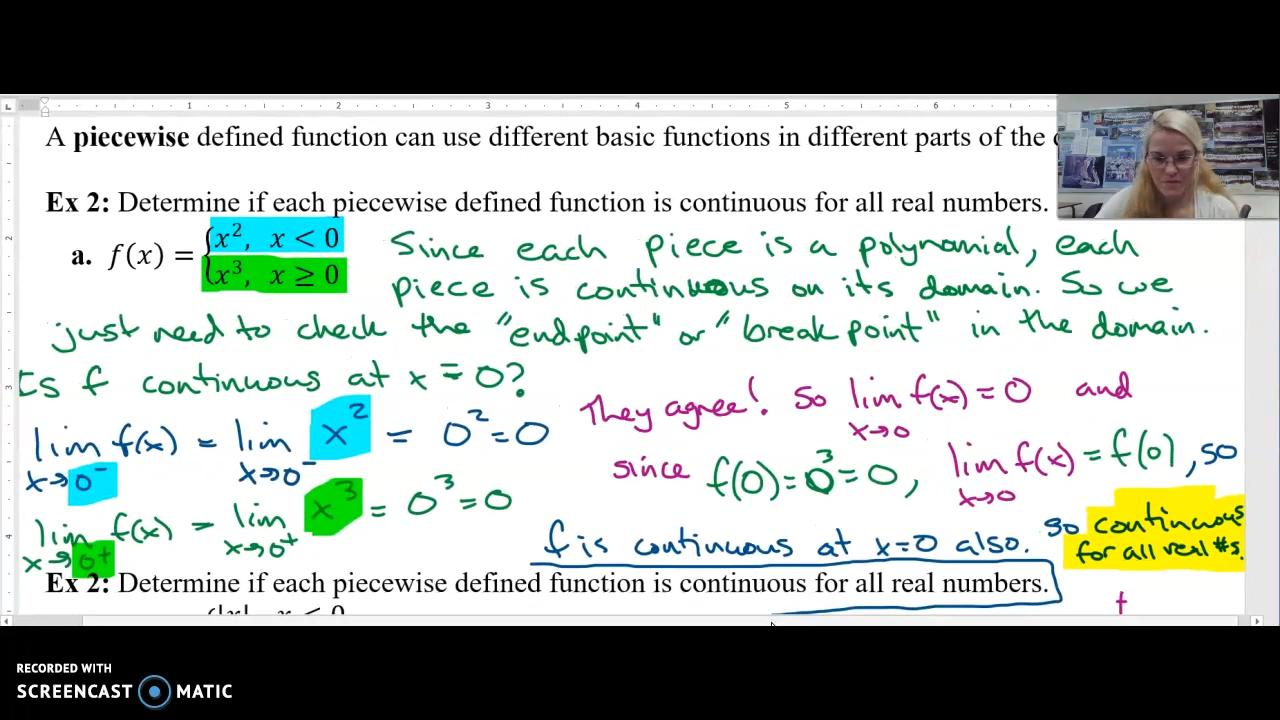 A piecewise defined function can use different basic functions in different parts of the
Ex 2: Determine if each piecewise defined function is continuous for all real numbers.
a. f(x) = { x², x < 0
x³, x ≥ 0
Since each piece is a polynomial, each
piece is continuous on its domain. So we
just need to check the "endpoint" or "break point" in the domain.
Is f continuous at x = 0?
lim x→0⁻ f(x) = lim x→0⁻ x² = 0² = 0
lim x→0⁺ f(x) = lim x→0⁺ x³ = 0³ = 0
They agree! so lim x→0 f(x) = 0 and
since f(0) = 0³ = 0, lim x→0 f(x) = f(0), so
f is continuous at x=0 also. so continuous
for all real #s.
Ex 2: Determine if each piecewise defined function is continuous for all real numbers.
RECORDED WITH
SCREENCAST MATIC